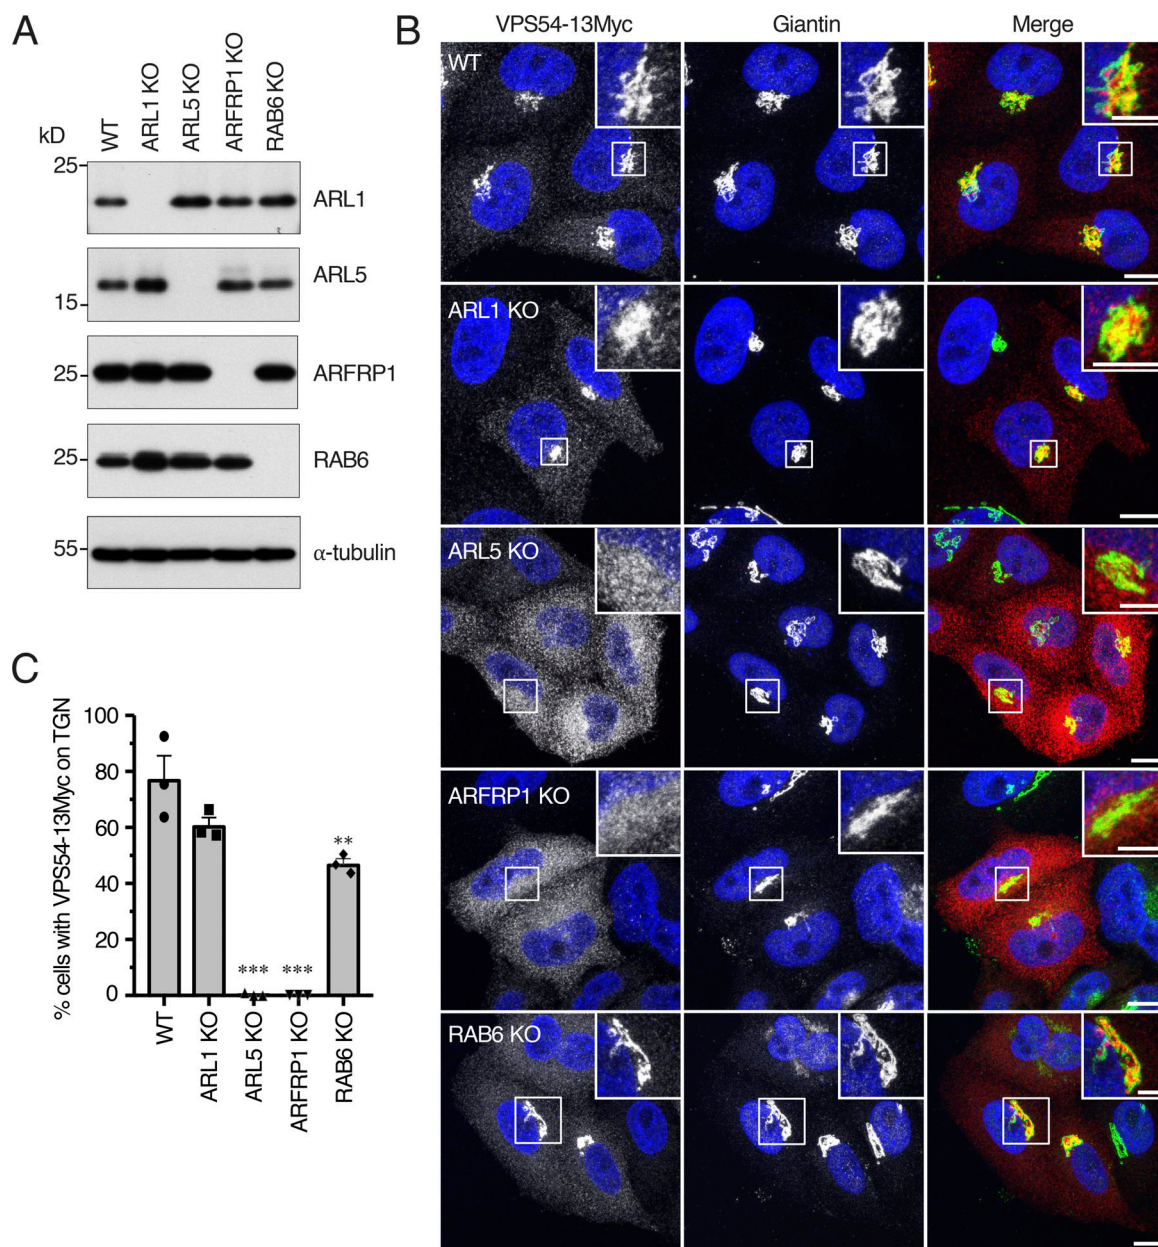 A
WT
ARL1 KO
ARL5 KO
ARFRP1 KO
RAB6 KO
kD
25
ARL1
ARL5
15
25
ARFRP1
25
RAB6
55
α-tubulin
B
VPS54-13Myc Giantin Merge
WT
ARL1 KO
ARL5 KO
ARFRP1 KO
RAB6 KO
C
% cells with VPS54-13Myc on TGN
100
80
60
40
20
0
*** *** **
WT
ARL1 KO
ARL5 KO
ARFRP1 KO
RAB6 KO